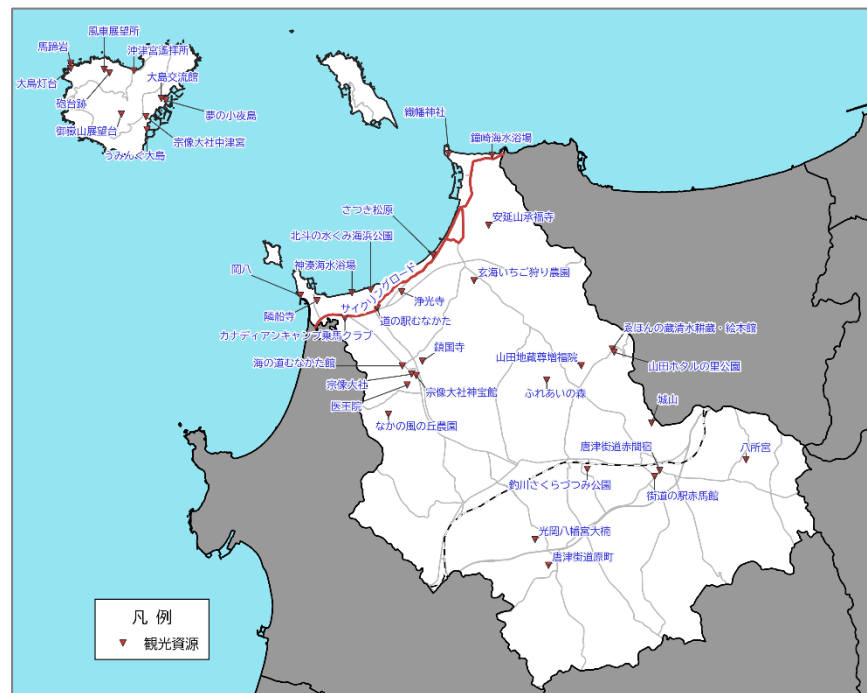 風車展望所
馬蹄岩
沖津宮遙拝所
大島灯台
大島交流館
砲台跡
夢の小夜島
御嶽山展望台
宗像大社中津宮
うみんぐ大島
織幡神社
鐘崎海水浴場
さつき松原
安延山承福寺
北斗の水くみ海浜公園
岡八
神湊海水浴場
サイクリングロード
玄海いちご狩り農園
浄光寺
隣船寺
道の駅むなかた
カナディアンキャンプ乗馬クラブ
ゑほんの蔵清水耕蔵・絵本館
鎮国寺
海の道むなかた館
山田地蔵尊増福院
山田ホタルの里公園
宗像大社
宗像大社神宝館
ふれあいの森
医王院
城山
なかの風の丘農園
唐津街道赤間宿
八所宮
釣川さくらづつみ公園
街道の駅赤馬館
光岡八幡宮大楠
唐津街道原町
凡 例
観光資源